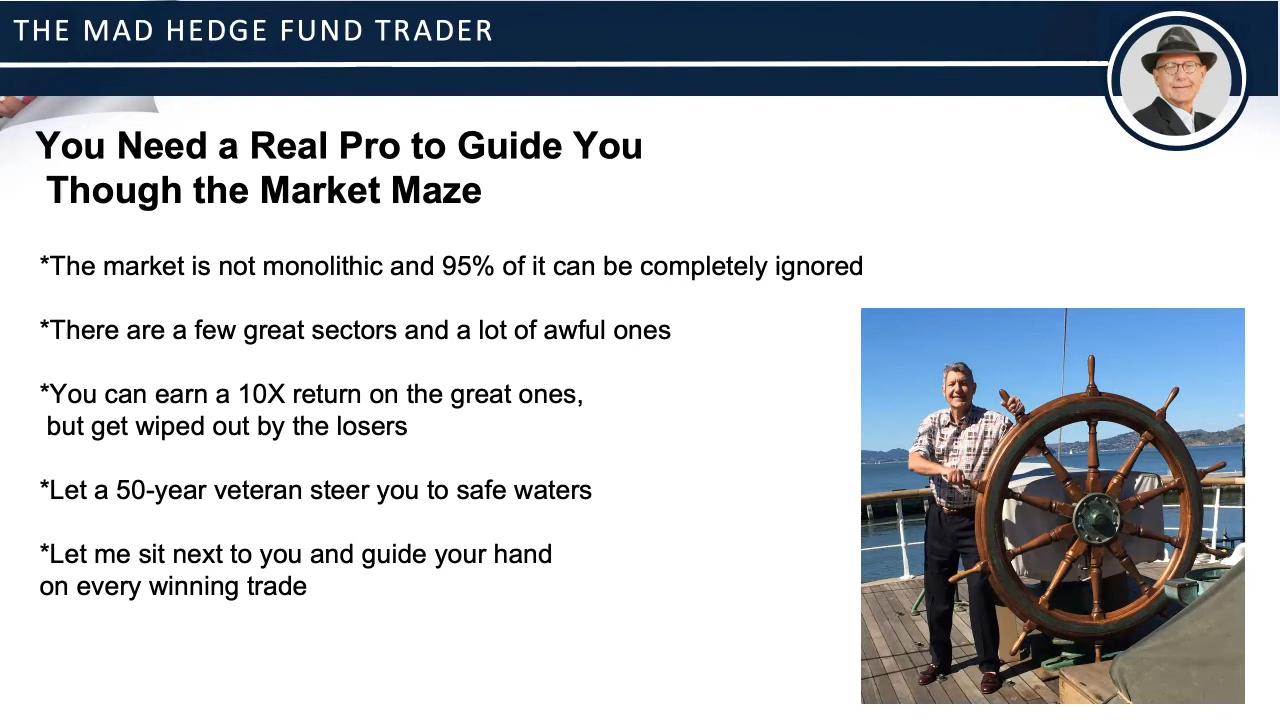 THE MAD HEDGE FUND TRADER
You Need a Real Pro to Guide You
Though the Market Maze
*The market is not monolithic and 95% of it can be completely ignored
*There are a few great sectors and a lot of awful ones
*You can earn a 10X return on the great ones,
but get wiped out by the losers
*Let a 50-year veteran steer you to safe waters
*Let me sit next to you and guide your hand
on every winning trade